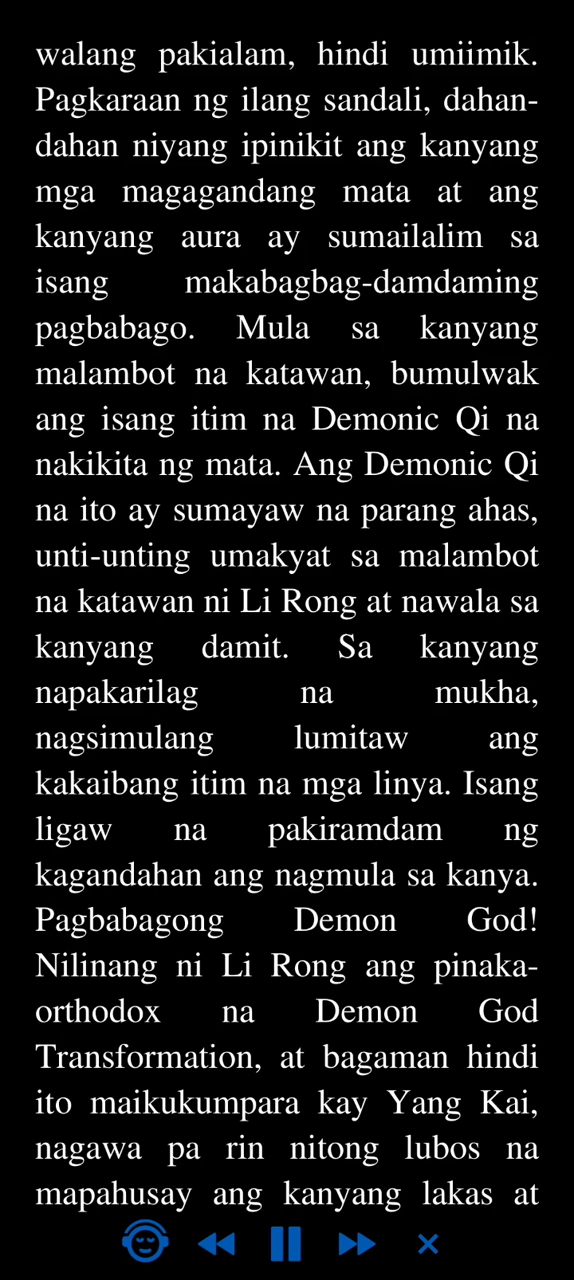 walang pakialam, hindi umiimik.
Pagkaraan ng ilang sandali, dahan-
dahan niyang ipinikit ang kanyang
mga magagandang mata at ang
kanyang aura ay sumailalim sa
isang makabagbag-damdaming
pagbabago. Mula sa kanyang
malambot na katawan, bumulwak
ang isang itim na Demonic Qi na
nakikita ng mata. Ang Demonic Qi
na ito ay sumayaw na parang ahas,
unti-unting umakyat sa malambot
na katawan ni Li Rong at nawala sa
kanyang damit. Sa kanyang
napakarilag na mukha,
nagsimulang lumitaw ang
kakaibang itim na mga linya. Isang
ligaw na pakiramdam ng
kagandahan ang nagmula sa kanya.
Pagbabagong Demon God!
Nilinang ni Li Rong ang pinaka-
orthodox na Demon God
Transformation, at bagaman hindi
ito maikukumpara kay Yang Kai,
nagawa pa rin nitong lubos na
mapahusay ang kanyang lakas at